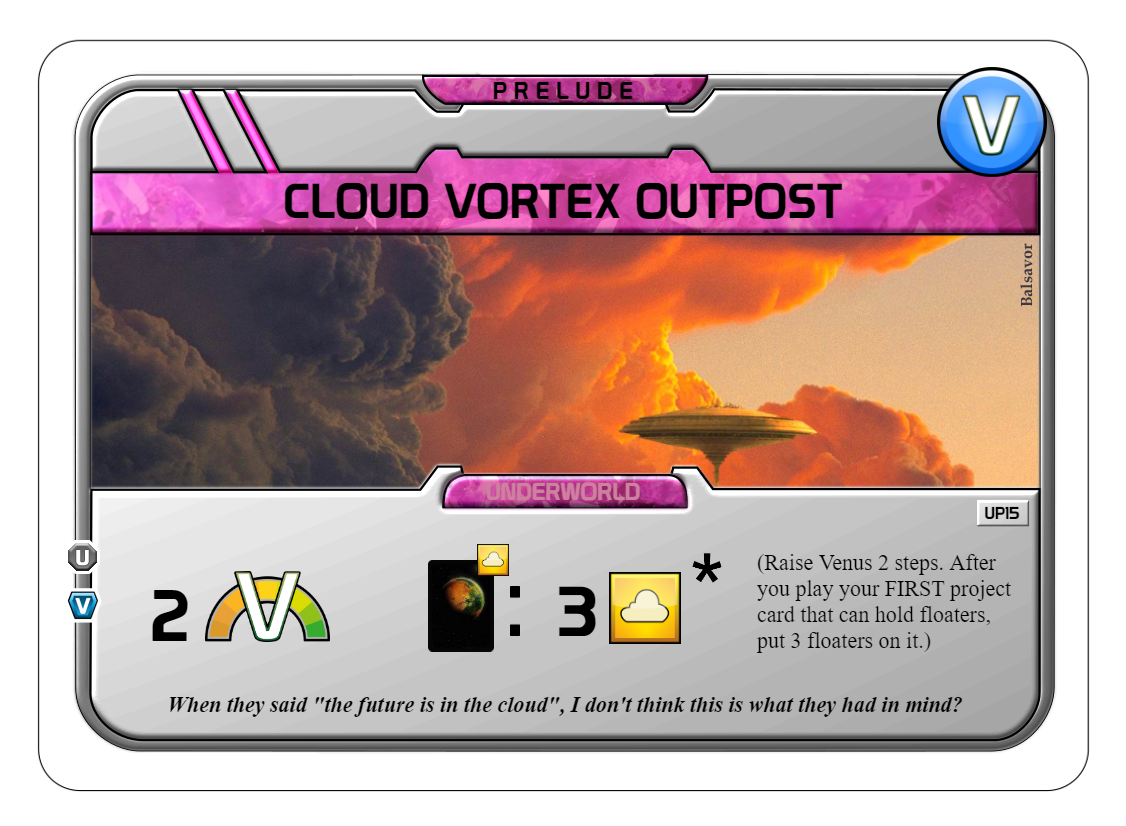 PRELUDE
V
CLOUD VORTEX OUTPOST
Balsavor
UNDERWORLD
UP15
U
V
2 V : 3 *
(Raise Venus 2 steps. After
you play your FIRST project
card that can hold floaters,
put 3 floaters on it.)
When they said "the future is in the cloud", I don't think this is what they had in mind?